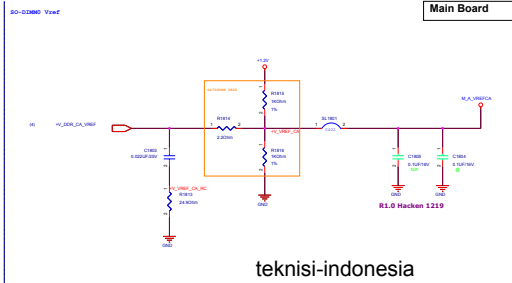 SO-DIMM0 Vref
Main Board
+1.2V
R1815
1KOhm
1%
R1814
2.2Ohm
SL1801
0402
M_A_VREFCA
(4)
+V_DDR_CA_VREF
+V_VREF_CA
C1803
0.022UF/25V
R1816
1KOhm
1%
C1805
0.1UF/16V
N/A
C1804
0.1UF/16V
@
+V_VREF_CA_RC
R1813
24.9Ohm
GND
GND
GND
GND
R1.0 Hacken 1219
teknisi-indonesia